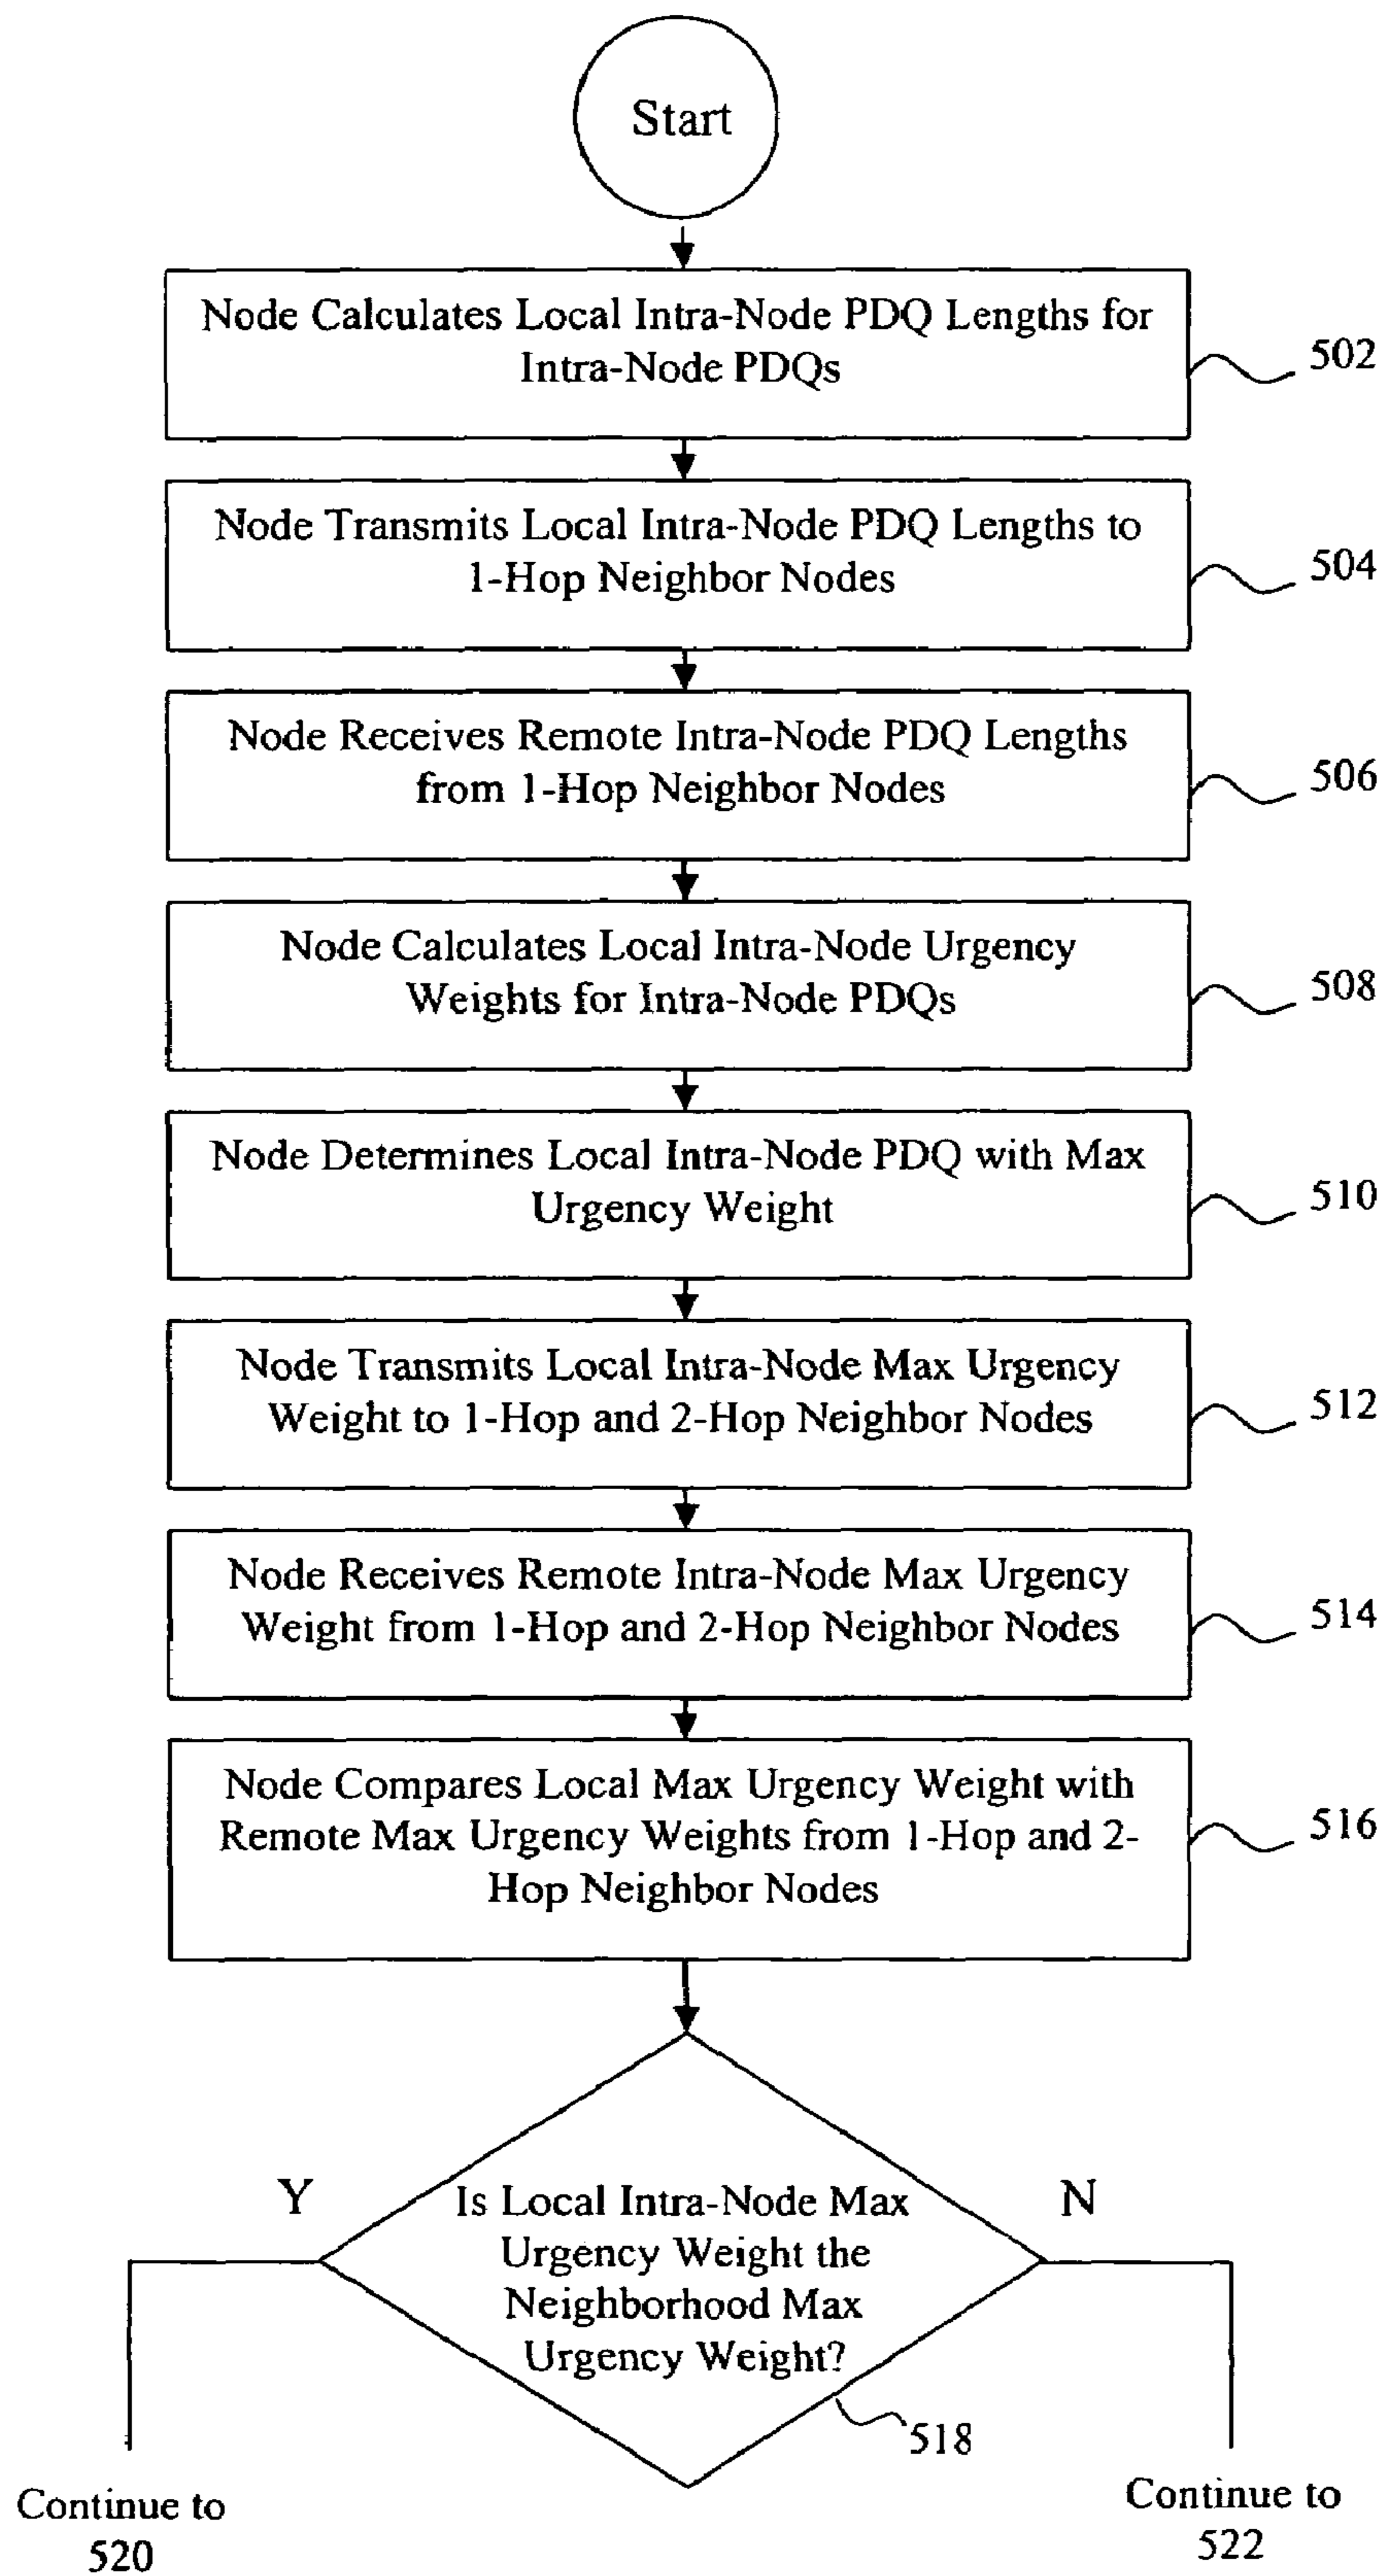 Start
Node Calculates Local Intra-Node PDQ Lengths for
Intra-Node PDQs
502
Node Transmits Local Intra-Node PDQ Lengths to
1-Hop Neighbor Nodes
504
Node Receives Remote Intra-Node PDQ Lengths
from 1-Hop Neighbor Nodes
506
Node Calculates Local Intra-Node Urgency
Weights for Intra-Node PDQs
508
Node Determines Local Intra-Node PDQ with Max
Urgency Weight
510
Node Transmits Local Intra-Node Max Urgency
Weight to 1-Hop and 2-Hop Neighbor Nodes
512
Node Receives Remote Intra-Node Max Urgency
Weight from 1-Hop and 2-Hop Neighbor Nodes
514
Node Compares Local Max Urgency Weight with
Remote Max Urgency Weights from 1-Hop and 2-
Hop Neighbor Nodes
516
Y
N
Is Local Intra-Node Max
Urgency Weight the
Neighborhood Max
Urgency Weight?
518
Continue to
520
Continue to
522